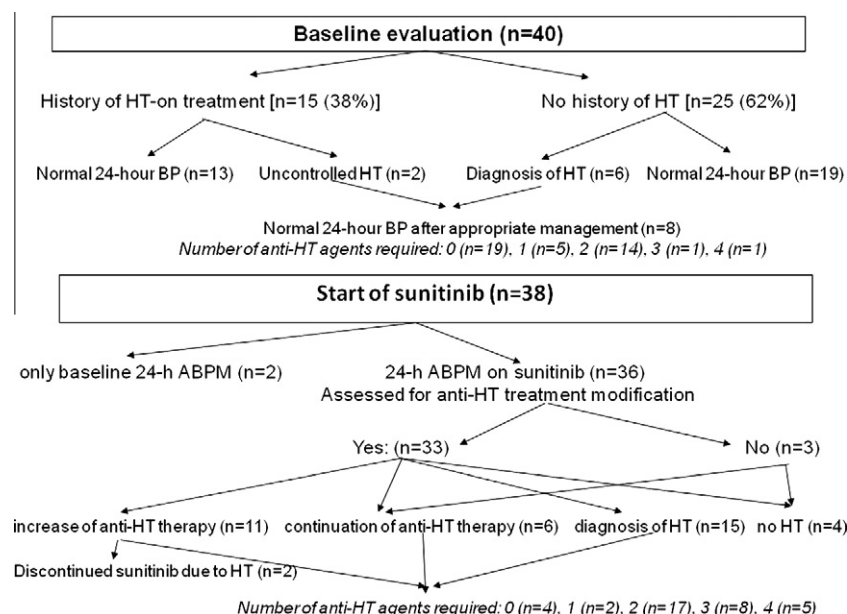 Baseline evaluation (n=40)
History of HT-on treatment [n=15 (38%)]
No history of HT [n=25 (62%)]
Normal 24-hour BP (n=13)
Uncontrolled HT (n=2)
Diagnosis of HT (n=6)
Normal 24-hour BP (n=19)
Normal 24-hour BP after appropriate management (n=8)
Number of anti-HT agents required: 0 (n=19), 1 (n=5), 2 (n=14), 3 (n=1), 4 (n=1)
Start of sunitinib (n=38)
only baseline 24-h ABPM (n=2)
24-h ABPM on sunitinib (n=36)
Assessed for anti-HT treatment modification
Yes: (n=33)
No (n=3)
increase of anti-HT therapy (n=11)
continuation of anti-HT therapy (n=6)
diagnosis of HT (n=15)
no HT (n=4)
Discontinued sunitinib due to HT (n=2)
Number of anti-HT agents required: 0 (n=4), 1 (n=2), 2 (n=17), 3 (n=8), 4 (n=5)